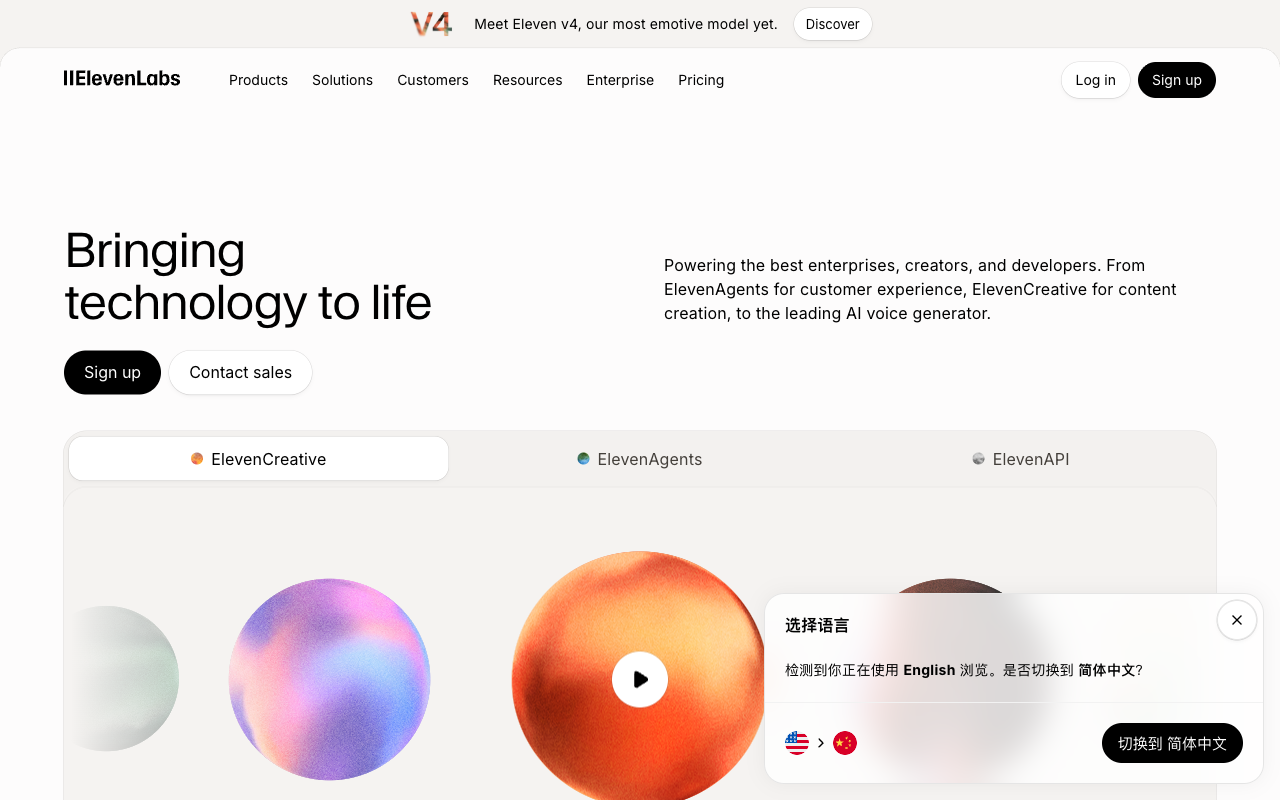 V4
Meet Eleven v4, our most emotive model yet.
Discover
IIElevenLabs
Products
Solutions
Customers
Resources
Enterprise
Pricing
Log in
Sign up
Bringing
technology to life
Powering the best enterprises, creators, and developers. From
ElevenAgents for customer experience, ElevenCreative for content
creation, to the leading AI voice generator.
Sign up
Contact sales
ElevenCreative
ElevenAgents
ElevenAPI
选择语言
检测到你正在使用 English 浏览。是否切换到 简体中文?
切换到 简体中文